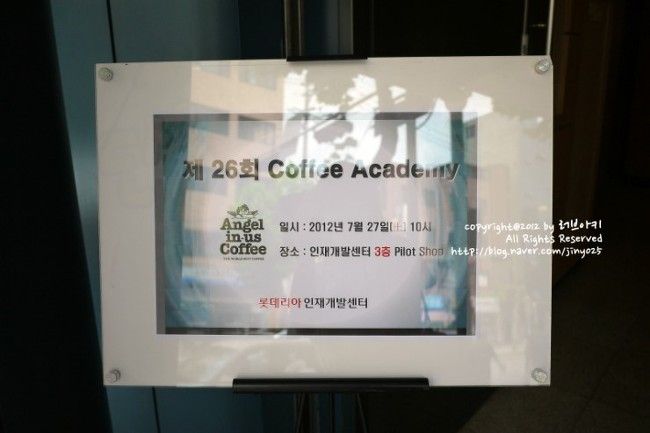 제 26회 Coffee Academy
Angel
in-us
Coffee
일시 : 2012년 7월 27일 10시
장소 : 인재개발센터 3층 Pilot Shop
롯데리아 인재개발센터
copyright@2012 by 레브아키
All Rights Reserved
http://blog.naver.com/jinyo25